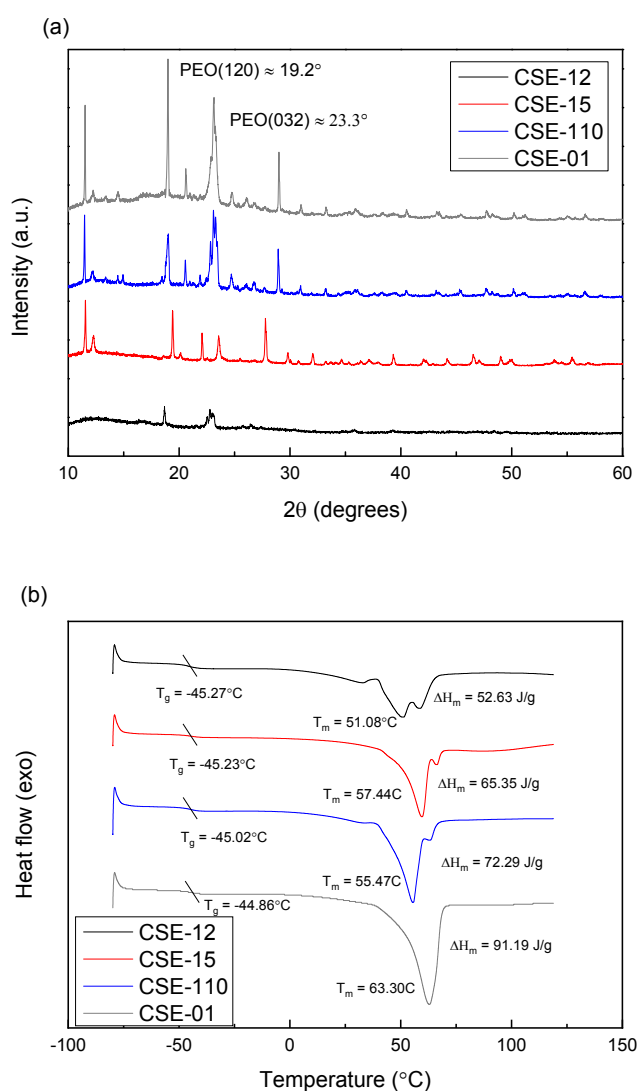 (a)
PEO(120) ≈ 19.2°
PEO(032) ≈ 23.3°
CSE-12
CSE-15
CSE-110
CSE-01
Intensity (a.u.)
10 20 30 40 50 60
2θ (degrees)
(b)
Tg = -45.27°C
Tm = 51.08°C
ΔHm = 52.63 J/g
Tg = -45.23°C
Tm = 57.44C
ΔHm = 65.35 J/g
Tg = -45.02°C
Tm = 55.47C
ΔHm = 72.29 J/g
Tg = -44.86°C
Tm = 63.30°C
ΔHm = 91.19 J/g
CSE-12
CSE-15
CSE-110
CSE-01
Heat flow (exo)
-100 -50 0 50 100 150
Temperature (°C)